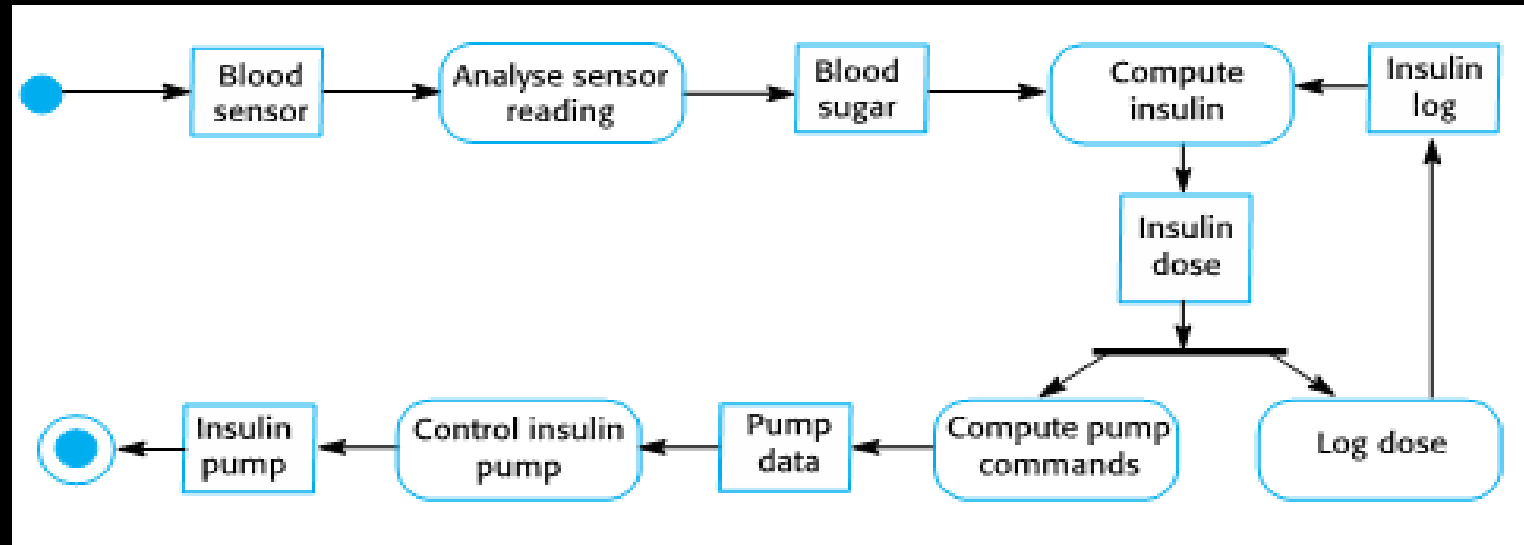 Blood
sensor
Analyse sensor
reading
Blood
sugar
Compute
insulin
Insulin
log
Insulin
dose
Insulin
pump
Control insulin
pump
Pump
data
Compute pump
commands
Log dose